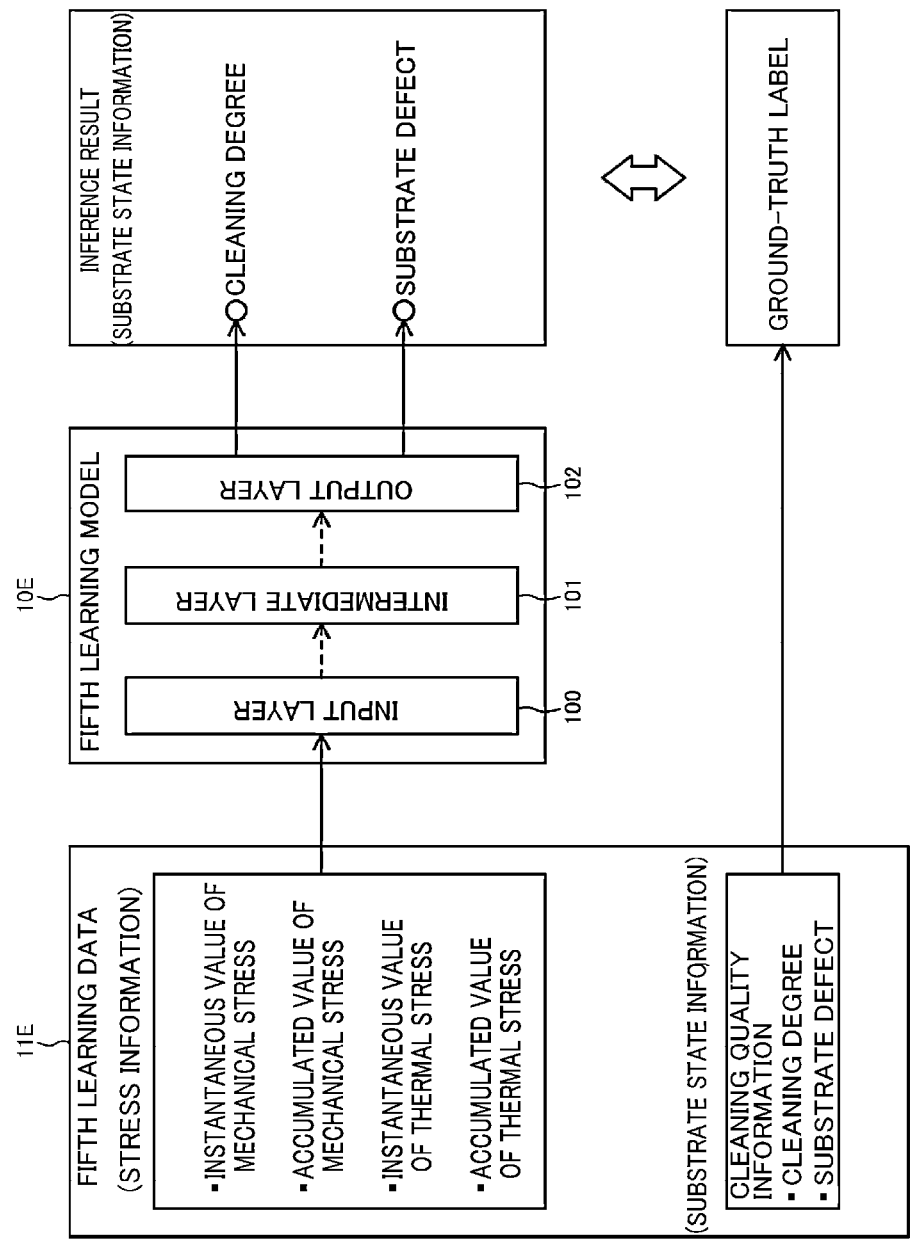 11E
FIFTH LEARNING DATA
(STRESS INFORMATION)
▪ INSTANTANEOUS VALUE OF
MECHANICAL STRESS
▪ ACCUMULATED VALUE OF
MECHANICAL STRESS
▪ INSTANTANEOUS VALUE
OF THERMAL STRESS
▪ ACCUMULATED VALUE
OF THERMAL STRESS
(SUBSTRATE STATE INFORMATION)
CLEANING QUALITY
INFORMATION
▪ CLEANING DEGREE
▪ SUBSTRATE DEFECT
10E
FIFTH LEARNING MODEL
INPUT LAYER
100
INTERMEDIATE LAYER
101
OUTPUT LAYER
102
INFERENCE RESULT
(SUBSTRATE STATE INFORMATION)
CLEANING DEGREE
SUBSTRATE DEFECT
GROUND-TRUTH LABEL